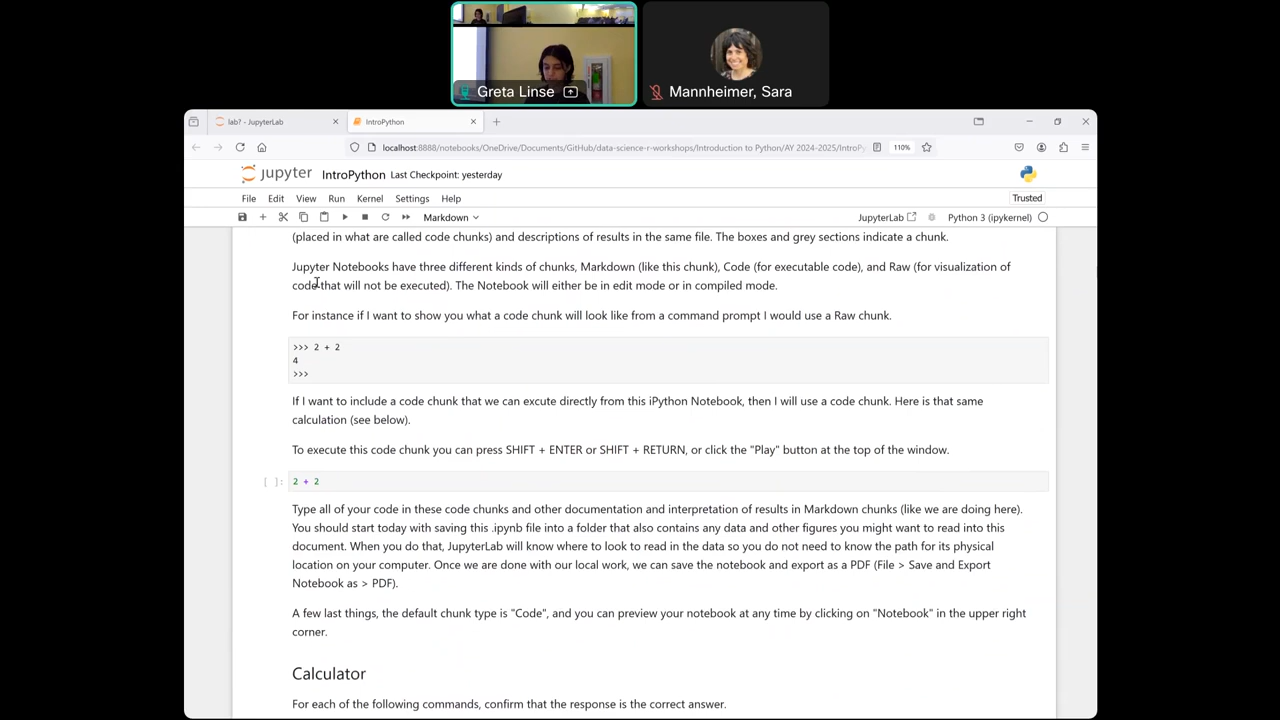 Greta Linse
Mannheimer, Sara
lab? - JupyterLab
IntroPython
localhost:8888/notebooks/OneDrive/Documents/GitHub/data-science-r-workshops/Introduction to Python/AY 2024-2025/IntroPy
110%
Jupyter IntroPython Last Checkpoint: yesterday
File Edit View Run Kernel Settings Help
Trusted
Markdown
JupyterLab
Python 3 (ipykernel)
(placed in what are called code chunks) and descriptions of results in the same file. The boxes and grey sections indicate a chunk.
Jupyter Notebooks have three different kinds of chunks, Markdown (like this chunk), Code (for executable code), and Raw (for visualization of
code that will not be executed). The Notebook will either be in edit mode or in compiled mode.
For instance if I want to show you what a code chunk will look like from a command prompt I would use a Raw chunk.
>>> 2 + 2
4
>>>
If I want to include a code chunk that we can excute directly from this iPython Notebook, then I will use a code chunk. Here is that same
calculation (see below).
To execute this code chunk you can press SHIFT + ENTER or SHIFT + RETURN, or click the "Play" button at the top of the window.
[ ]: 2 + 2
Type all of your code in these code chunks and other documentation and interpretation of results in Markdown chunks (like we are doing here).
You should start today with saving this .ipynb file into a folder that also contains any data and other figures you might want to read into this
document. When you do that, JupyterLab will know where to look to read in the data so you do not need to know the path for its physical
location on your computer. Once we are done with our local work, we can save the notebook and export as a PDF (File > Save and Export
Notebook as > PDF).
A few last things, the default chunk type is "Code", and you can preview your notebook at any time by clicking on "Notebook" in the upper right
corner.
Calculator
For each of the following commands, confirm that the response is the correct answer.